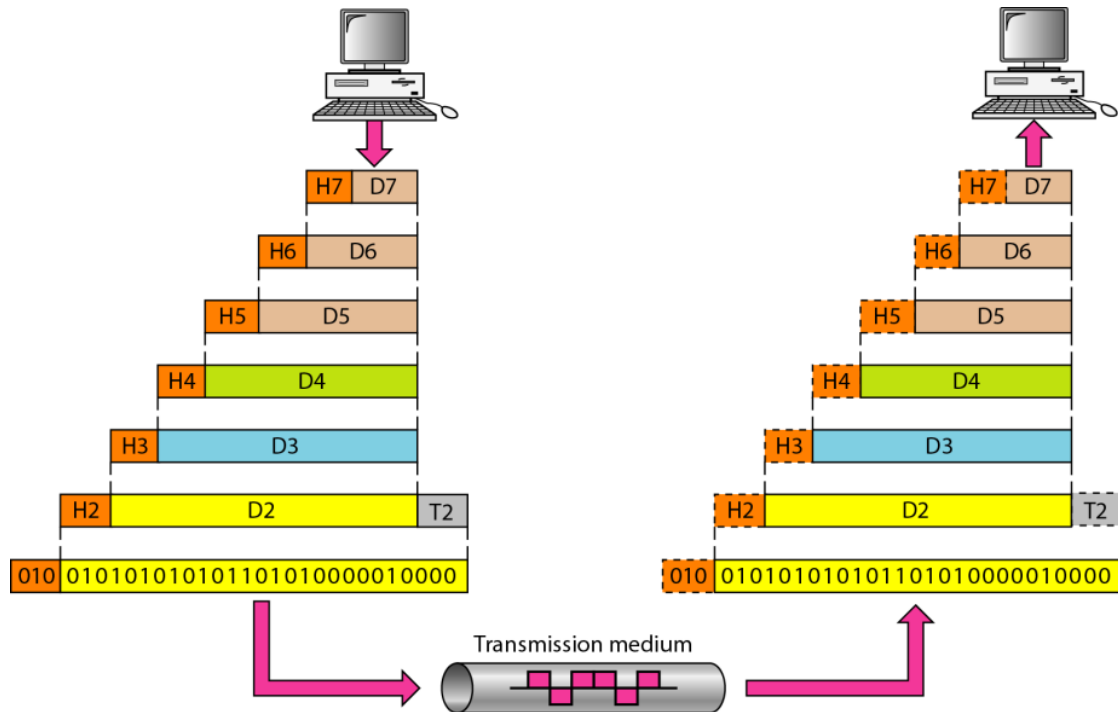 H7 D7 H7 D7
H6 D6 H6 D6
H5 D5 H5 D5
H4 D4 H4 D4
H3 D3 H3 D3
H2 D2 T2 H2 D2 T2
010 010101010101101010000010000 010 010101010101101010000010000
Transmission medium